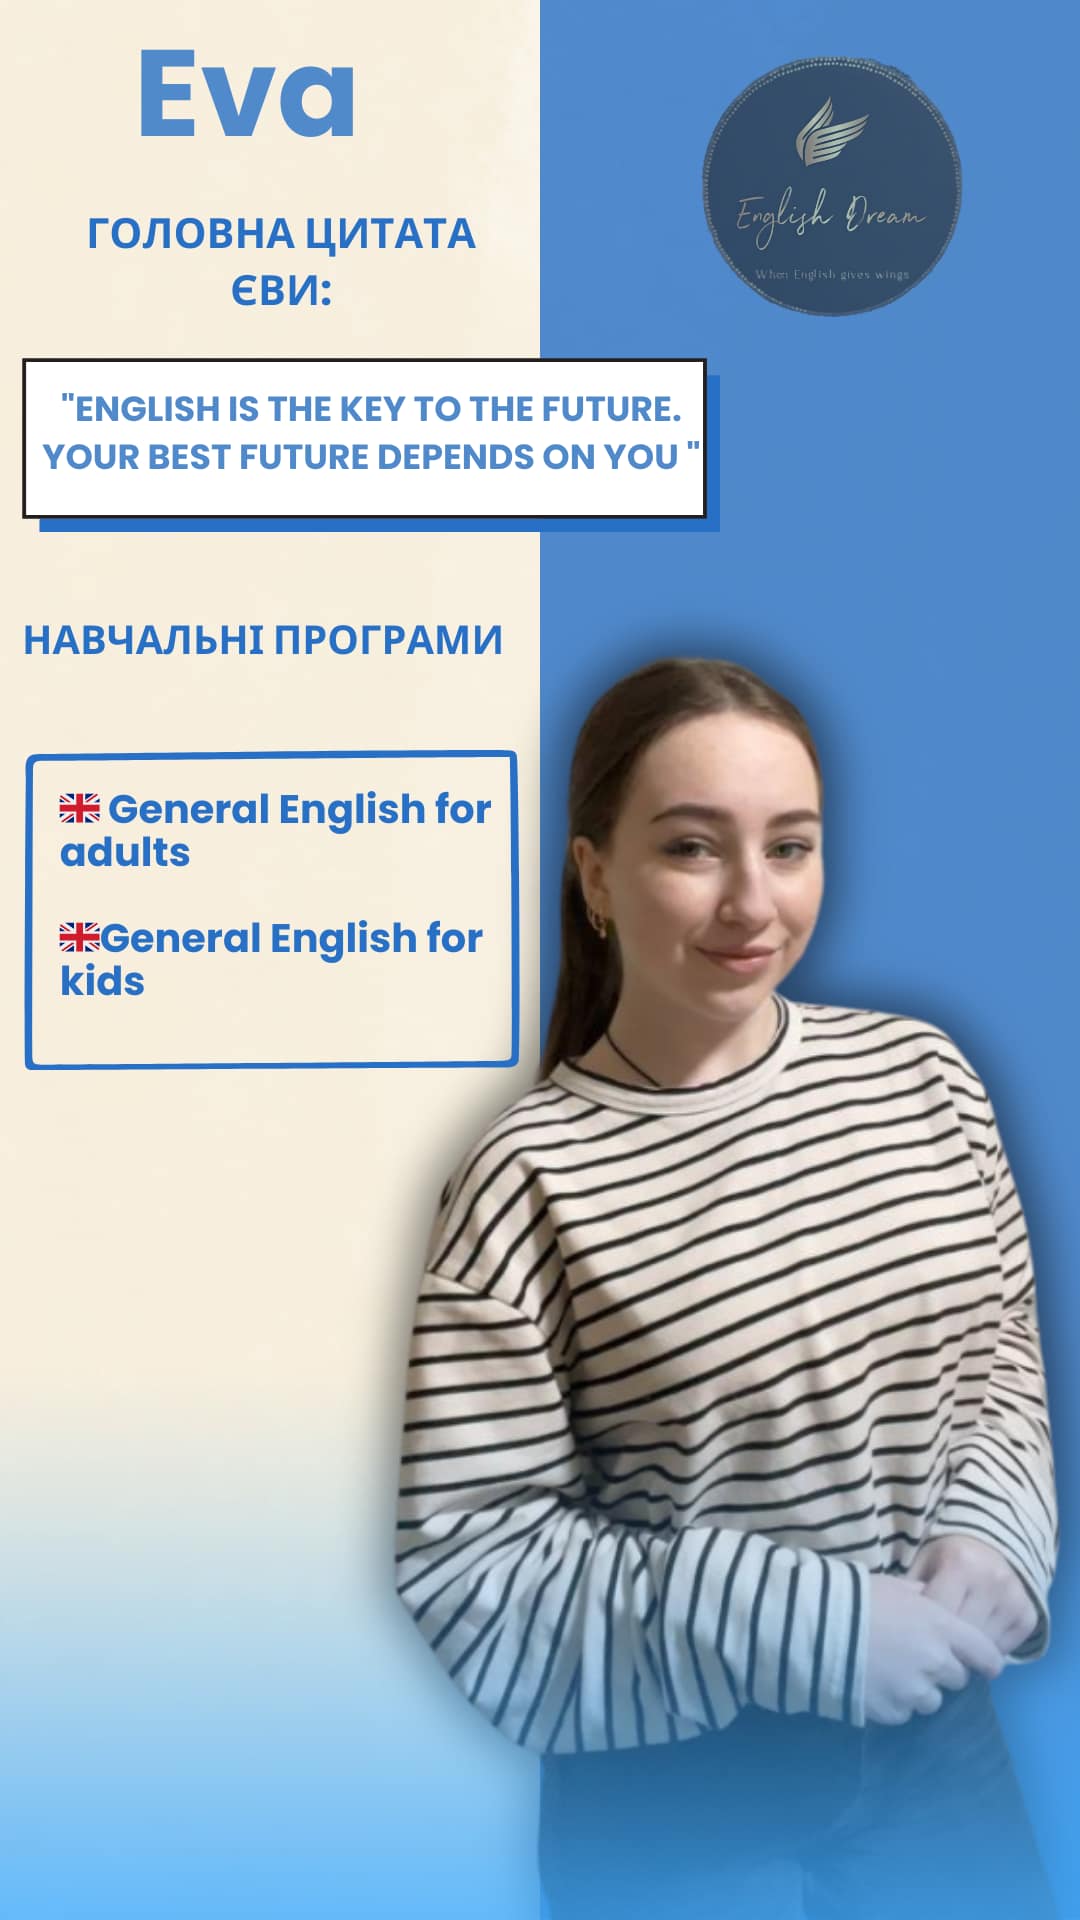 Eva
English Dream
When English gives wings
ГОЛОВНА ЦИТАТА
ЄВИ:
"ENGLISH IS THE KEY TO THE FUTURE.
YOUR BEST FUTURE DEPENDS ON YOU "
НАВЧАЛЬНІ ПРОГРАМИ
🇬🇧 General English for
adults
🇬🇧General English for
kids